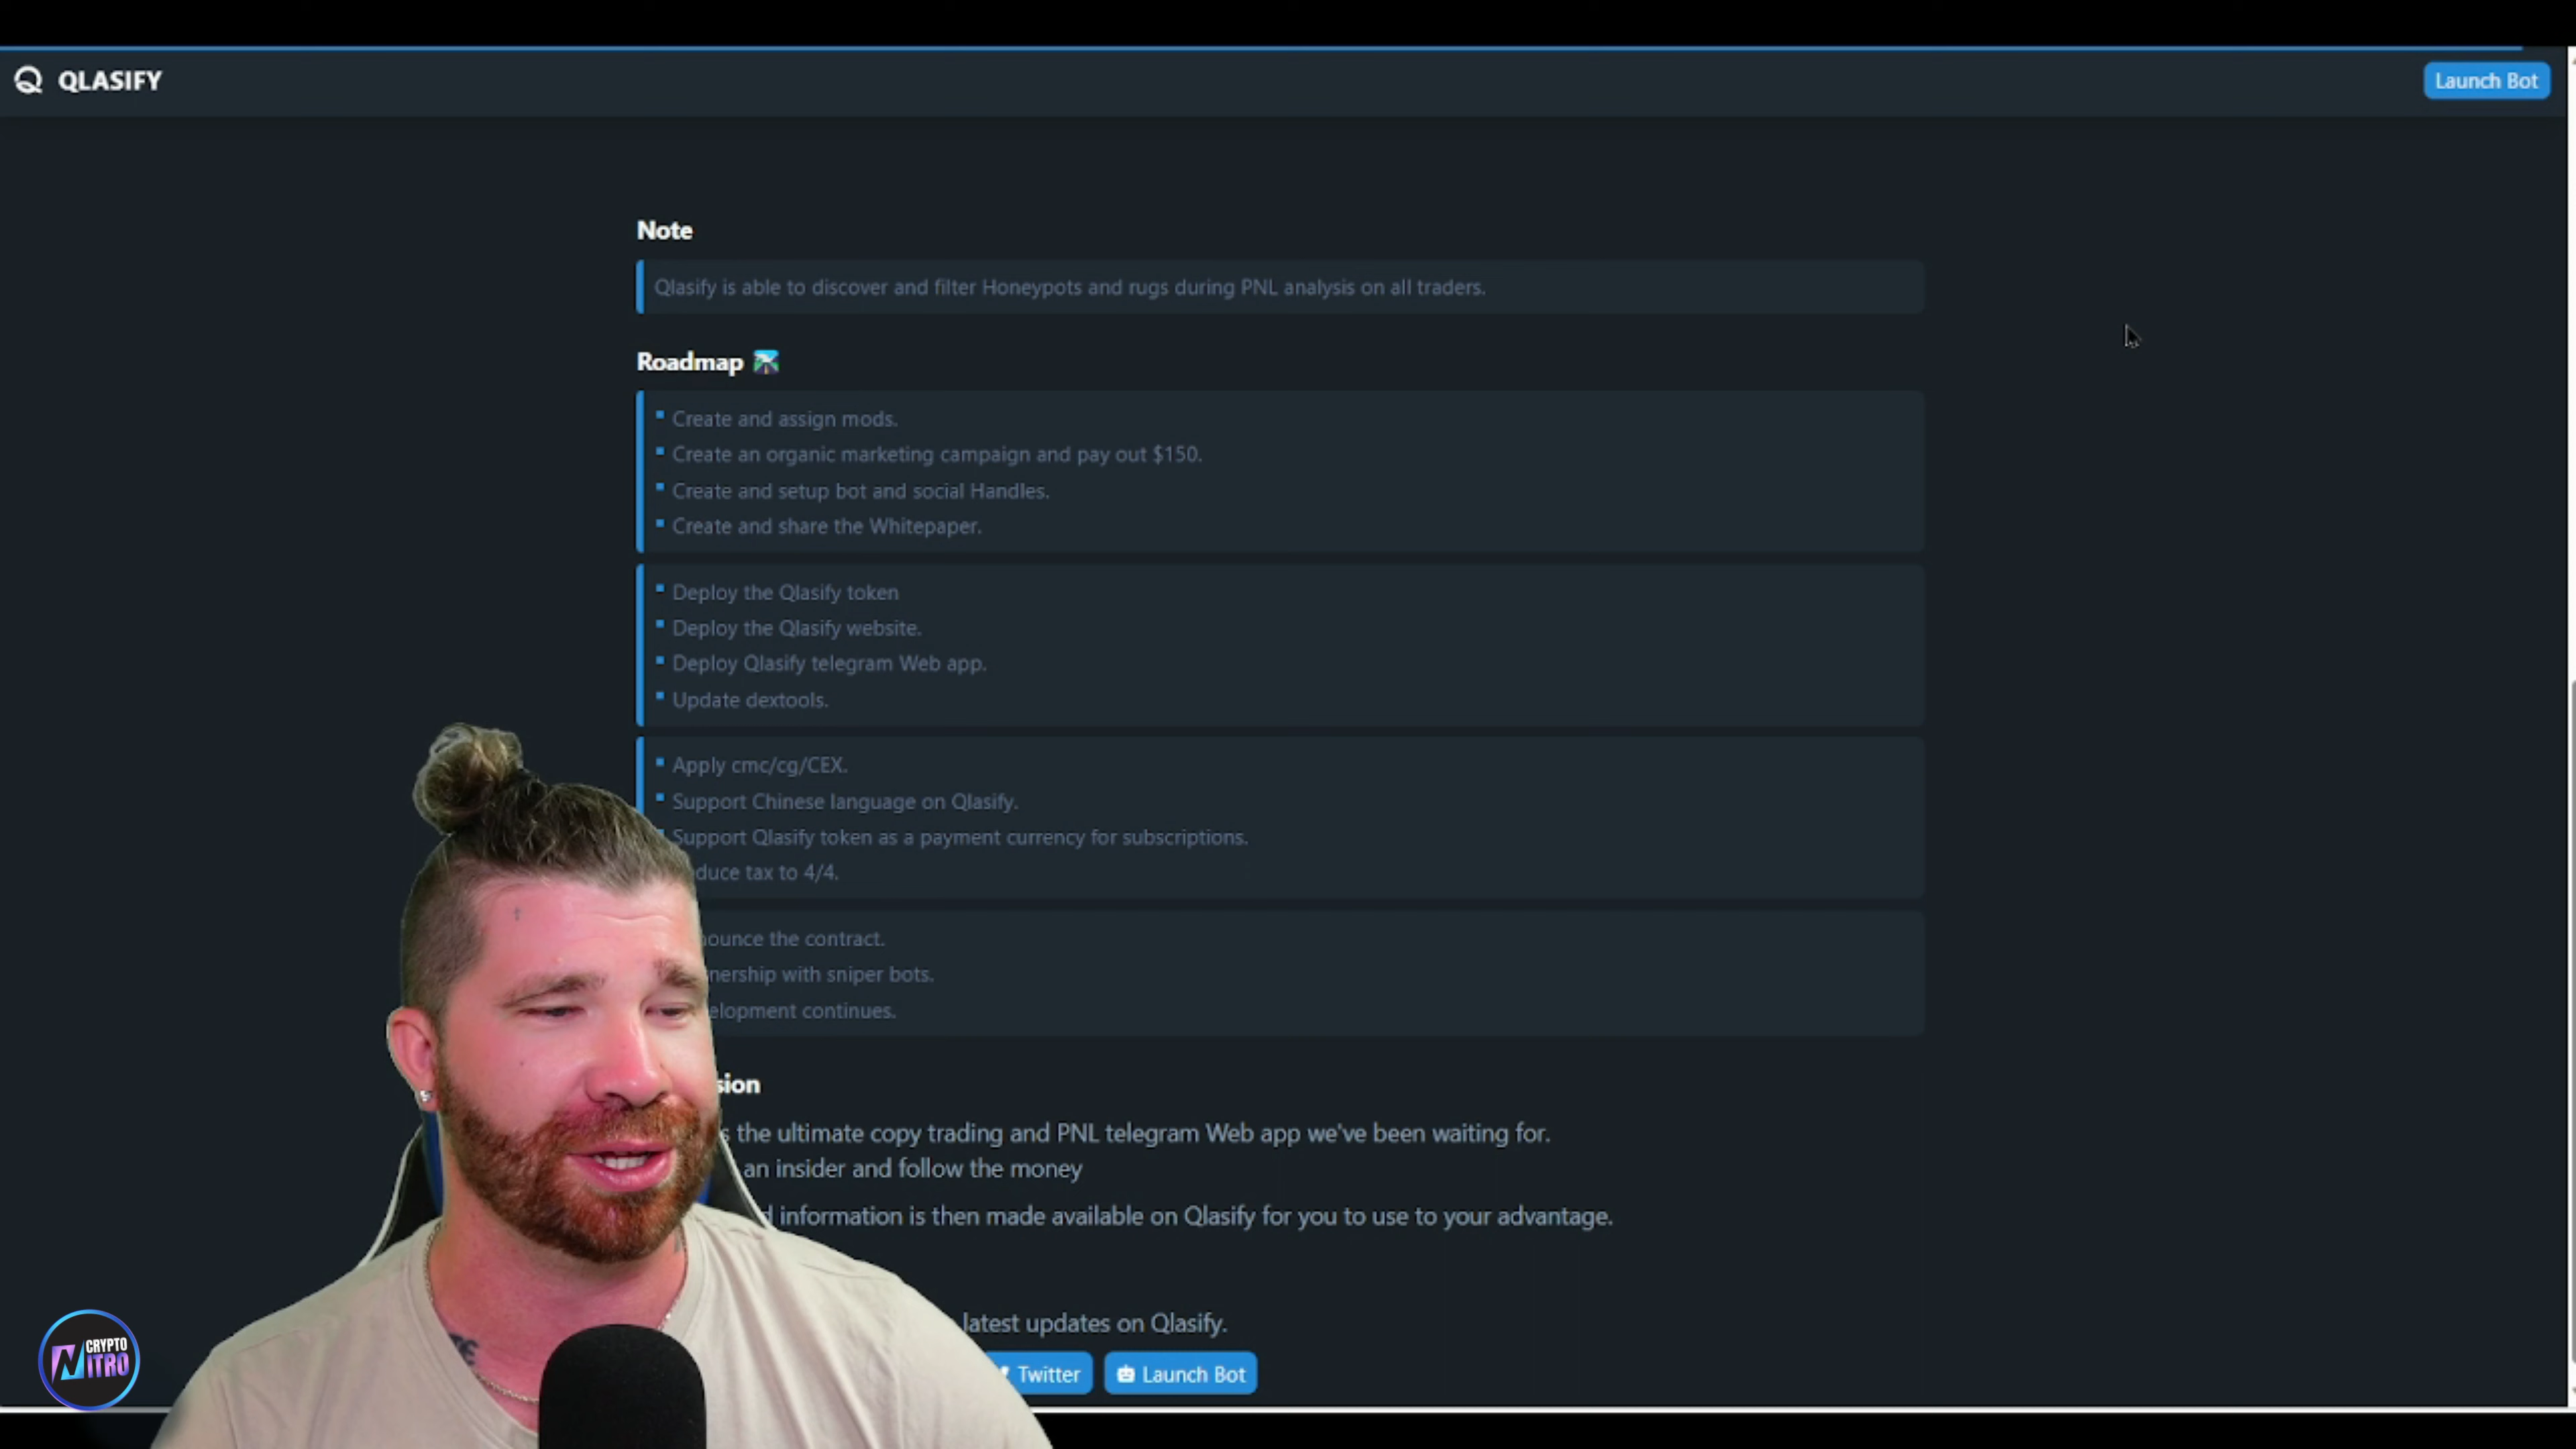 QLASIFY
Launch Bot
Note
Qlasify is able to discover and filter Honeypots and rugs during PNL analysis on all traders.
Roadmap
Create and assign mods.
Create an organic marketing campaign and pay out $150.
Create and setup bot and social Handles.
Create and share the Whitepaper.
Deploy the Qlasify token
Deploy the Qlasify website.
Deploy Qlasify telegram Web app.
Update dextools.
Apply cmc/cg/CEX.
Support Chinese language on Qlasify.
Support Qlasify token as a payment currency for subscriptions.
duce tax to 4/4.
ounce the contract.
nership with sniper bots.
elopment continues.
sion
s the ultimate copy trading and PNL telegram Web app we've been waiting for.
an insider and follow the money
information is then made available on Qlasify for you to use to your advantage.
latest updates on Qlasify.
Twitter
Launch Bot
CRYPTO
NITRO